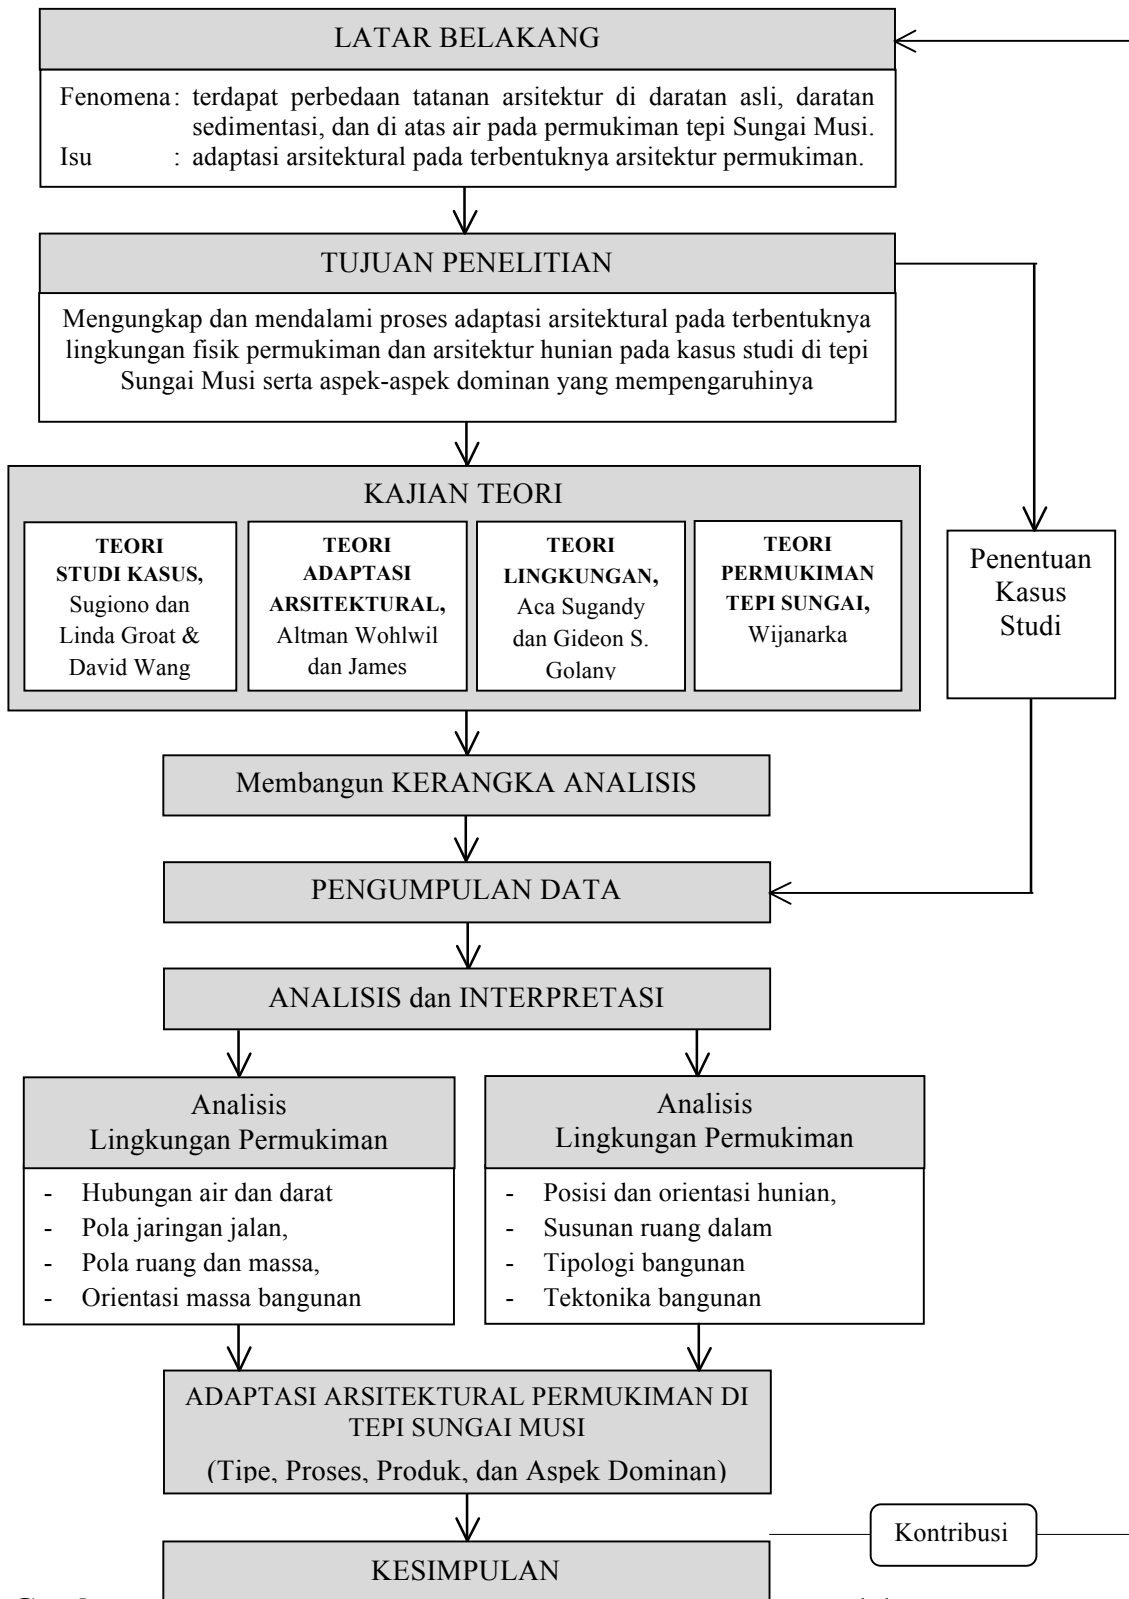 LATAR BELAKANG
Fenomena : terdapat perbedaan tatanan arsitektur di daratan asli, daratan
sedimentasi, dan di atas air pada permukiman tepi Sungai Musi.
Isu : adaptasi arsitektural pada terbentuknya arsitektur permukiman.
TUJUAN PENELITIAN
Mengungkap dan mendalami proses adaptasi arsitektural pada terbentuknya
lingkungan fisik permukiman dan arsitektur hunian pada kasus studi di tepi
Sungai Musi serta aspek-aspek dominan yang mempengaruhinya
KAJIAN TEORI
TEORI
STUDI KASUS,
Sugiono dan
Linda Groat &
David Wang
TEORI
ADAPTASI
ARSITEKTURAL,
Altman Wohlwil
dan James
TEORI
LINGKUNGAN,
Aca Sugandy
dan Gideon S.
Golany
TEORI
PERMUKIMAN
TEPI SUNGAI,
Wijanarka
Penentuan
Kasus
Studi
Membangun KERANGKA ANALISIS
PENGUMPULAN DATA
ANALISIS dan INTERPRETASI
Analisis
Lingkungan Permukiman
- Hubungan air dan darat
- Pola jaringan jalan,
- Pola ruang dan massa,
- Orientasi massa bangunan
Analisis
Lingkungan Permukiman
- Posisi dan orientasi hunian,
- Susunan ruang dalam
- Tipologi bangunan
- Tektonika bangunan
ADAPTASI ARSITEKTURAL PERMUKIMAN DI
TEPI SUNGAI MUSI
(Tipe, Proses, Produk, dan Aspek Dominan)
Kontribusi
KESIMPULAN